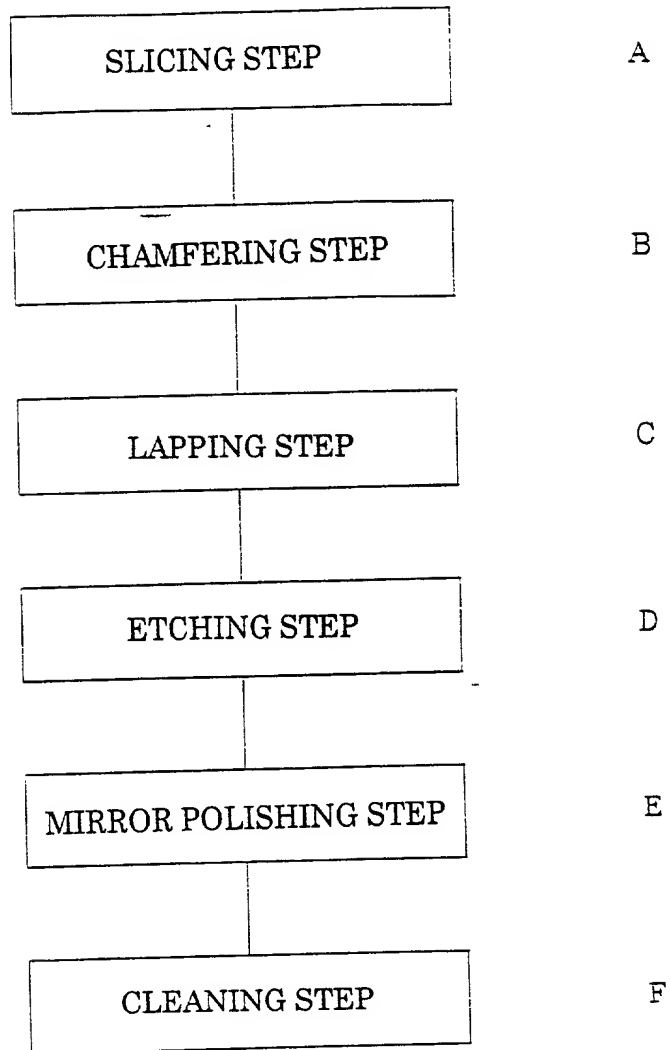 SLICING STEP A
CHAMFERING STEP B
LAPPING STEP C
ETCHING STEP D
MIRROR POLISHING STEP E
CLEANING STEP F